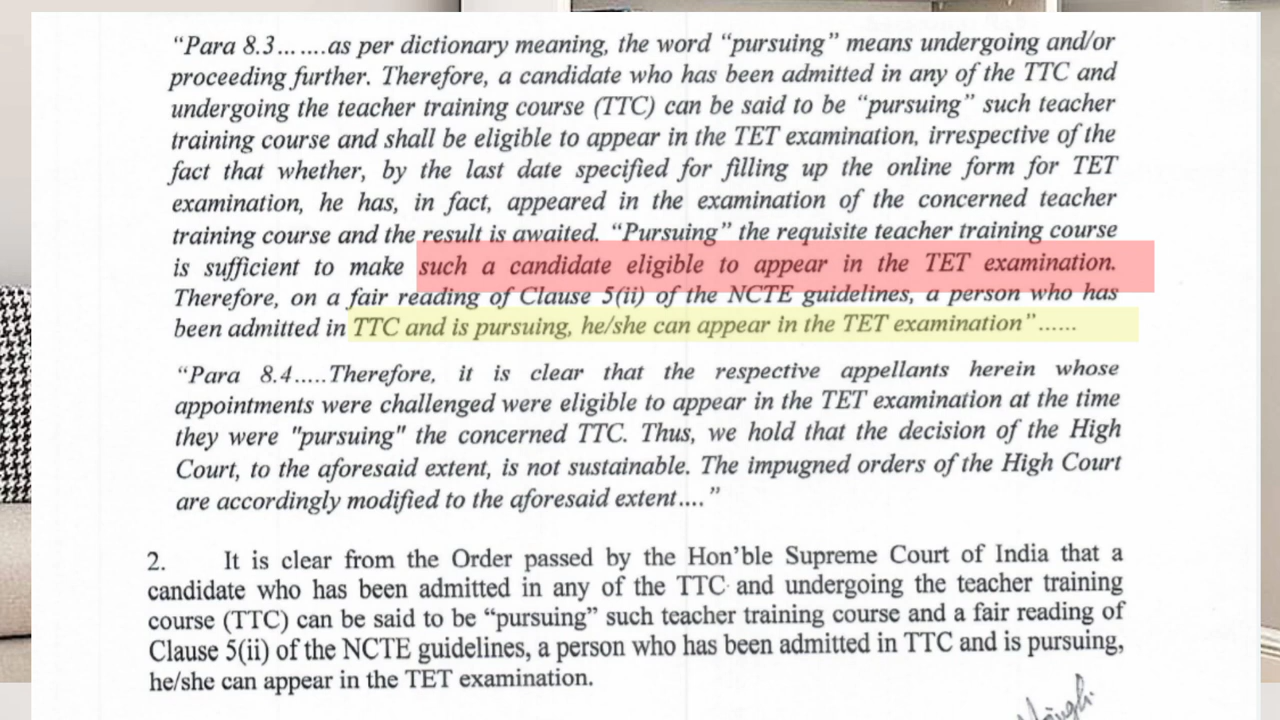 “Para 8.3... ....as per dictionary meaning, the word “pursuing” means undergoing and/or
proceeding further. Therefore, a candidate who has been admitted in any of the TTC and
undergoing the teacher training course (TTC) can be said to be “pursuing” such teacher
training course and shall be eligible to appear in the TET examination, irrespective of the
fact that whether, by the last date specified for filling up the online form for TET
examination, he has, in fact, appeared in the examination of the concerned teacher
training course and the result is awaited. “Pursuing” the requisite teacher training course
is sufficient to make such a candidate eligible to appear in the TET examination.
Therefore, on a fair reading of Clause 5(ii) of the NCTE guidelines, a person who has
been admitted in TTC and is pursuing, he/she can appear in the TET examination”......
“Para 8.4.....Therefore, it is clear that the respective appellants herein whose
appointments were challenged were eligible to appear in the TET examination at the time
they were "pursuing" the concerned TTC. Thus, we hold that the decision of the High
Court, to the aforesaid extent, is not sustainable. The impugned orders of the High Court
are accordingly modified to the aforesaid extent....”
2. It is clear from the Order passed by the Hon’ble Supreme Court of India that a
candidate who has been admitted in any of the TTC and undergoing the teacher training
course (TTC) can be said to be “pursuing” such teacher training course and a fair reading of
Clause 5(ii) of the NCTE guidelines, a person who has been admitted in TTC and is pursuing,
he/she can appear in the TET examination.